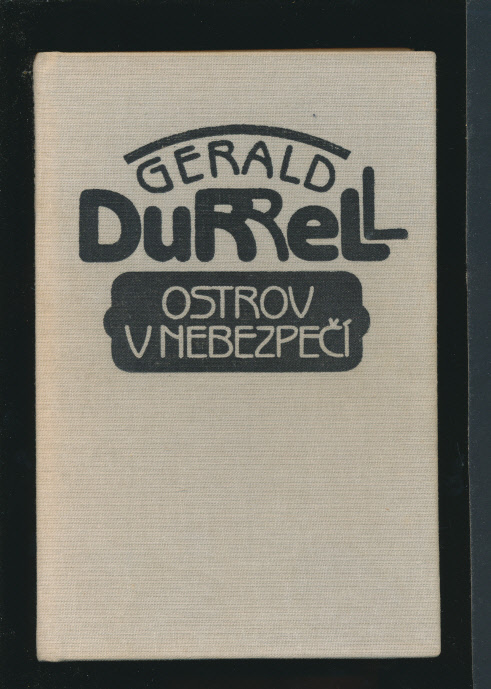 GERALD
DURRELL
OSTROV
V NEBEZPEČÍ